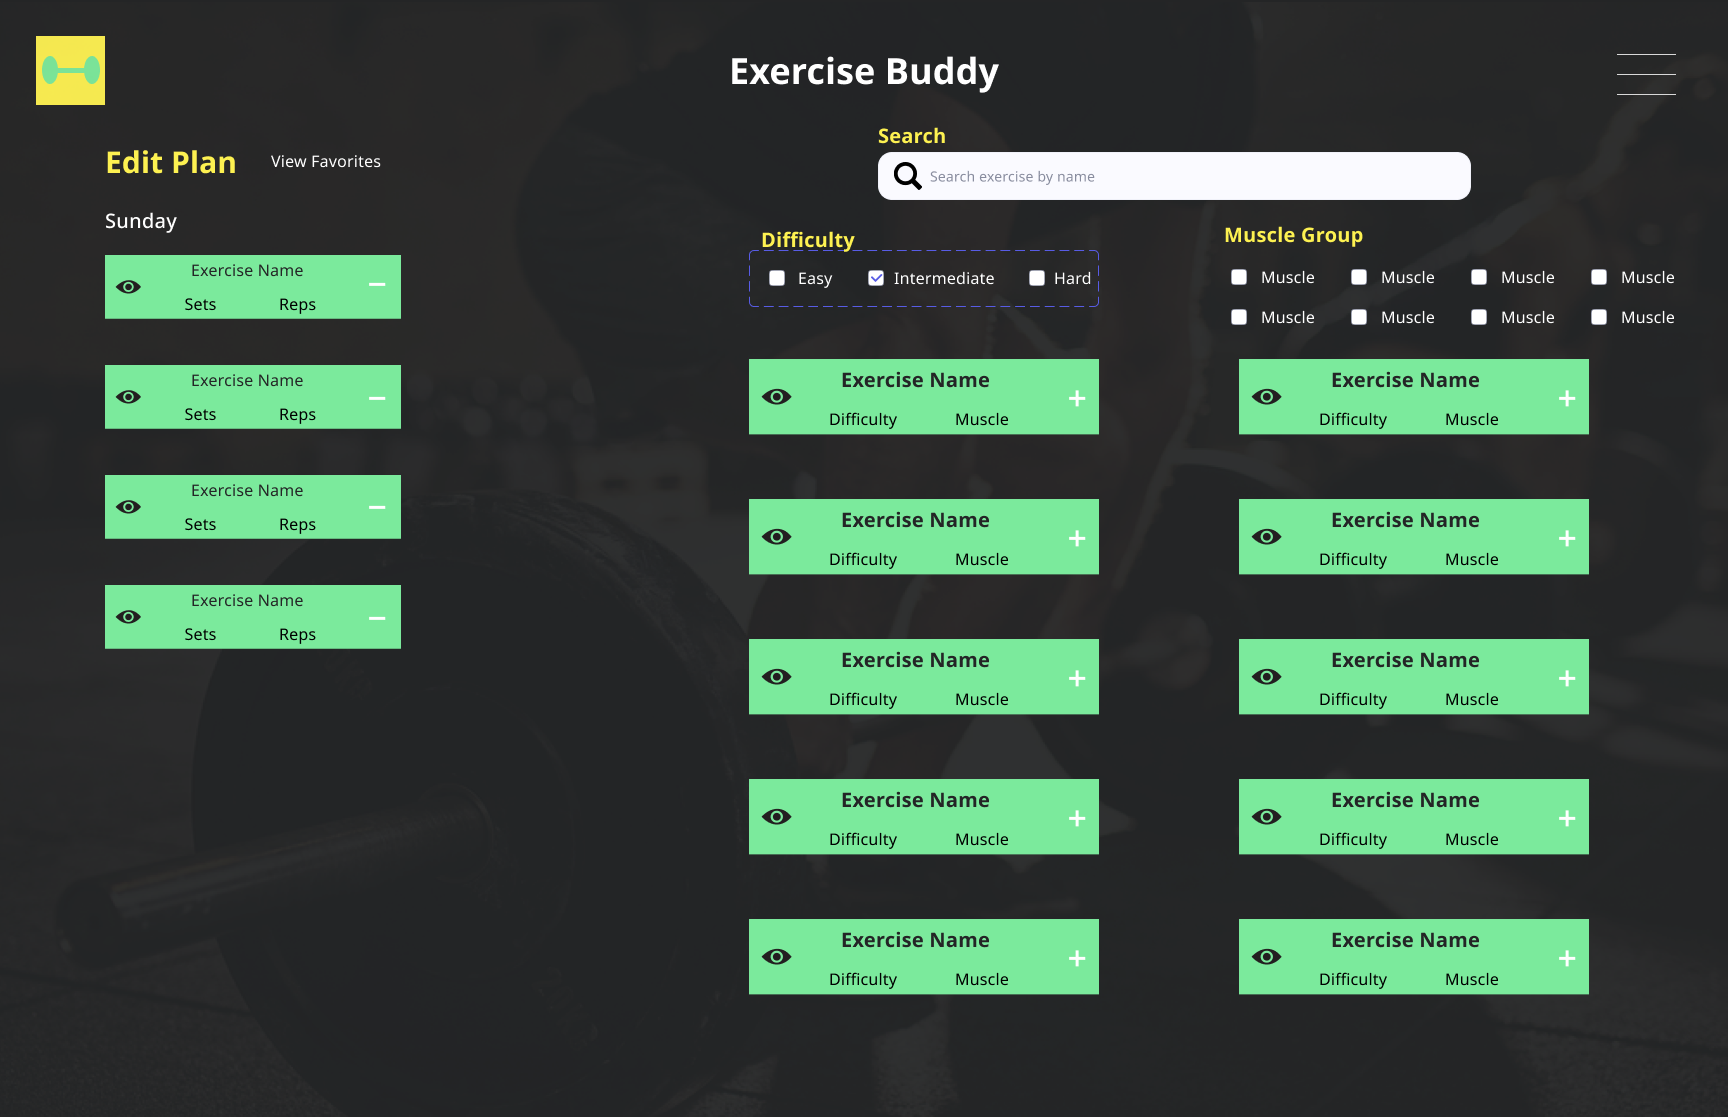 Exercise Buddy
Edit Plan
View Favorites
Sunday
Exercise Name
Sets Reps
Exercise Name
Sets Reps
Exercise Name
Sets Reps
Exercise Name
Sets Reps
Search
Search exercise by name
Difficulty
Easy Intermediate Hard
Muscle Group
Muscle Muscle Muscle Muscle
Muscle Muscle Muscle Muscle
Exercise Name
Difficulty Muscle
Exercise Name
Difficulty Muscle
Exercise Name
Difficulty Muscle
Exercise Name
Difficulty Muscle
Exercise Name
Difficulty Muscle
Exercise Name
Difficulty Muscle
Exercise Name
Difficulty Muscle
Exercise Name
Difficulty Muscle
Exercise Name
Difficulty Muscle
Exercise Name
Difficulty Muscle